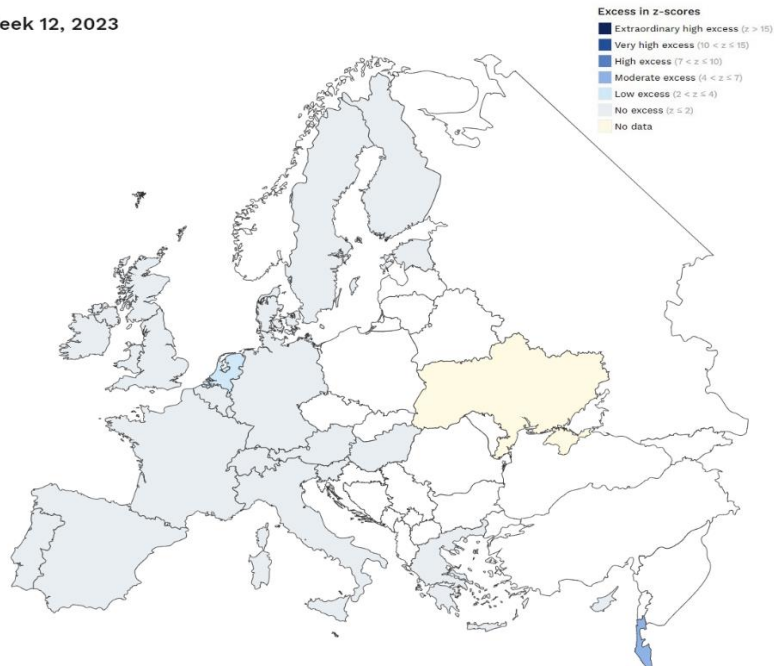 eek 12, 2023
Excess in z-scores
Extraordinary high excess (z > 15)
Very high excess (10 < z ≤ 15)
High excess (7 < z ≤ 10)
Moderate excess (4 < z ≤ 7)
Low excess (2 < z ≤ 4)
No excess (z ≤ 2)
No data